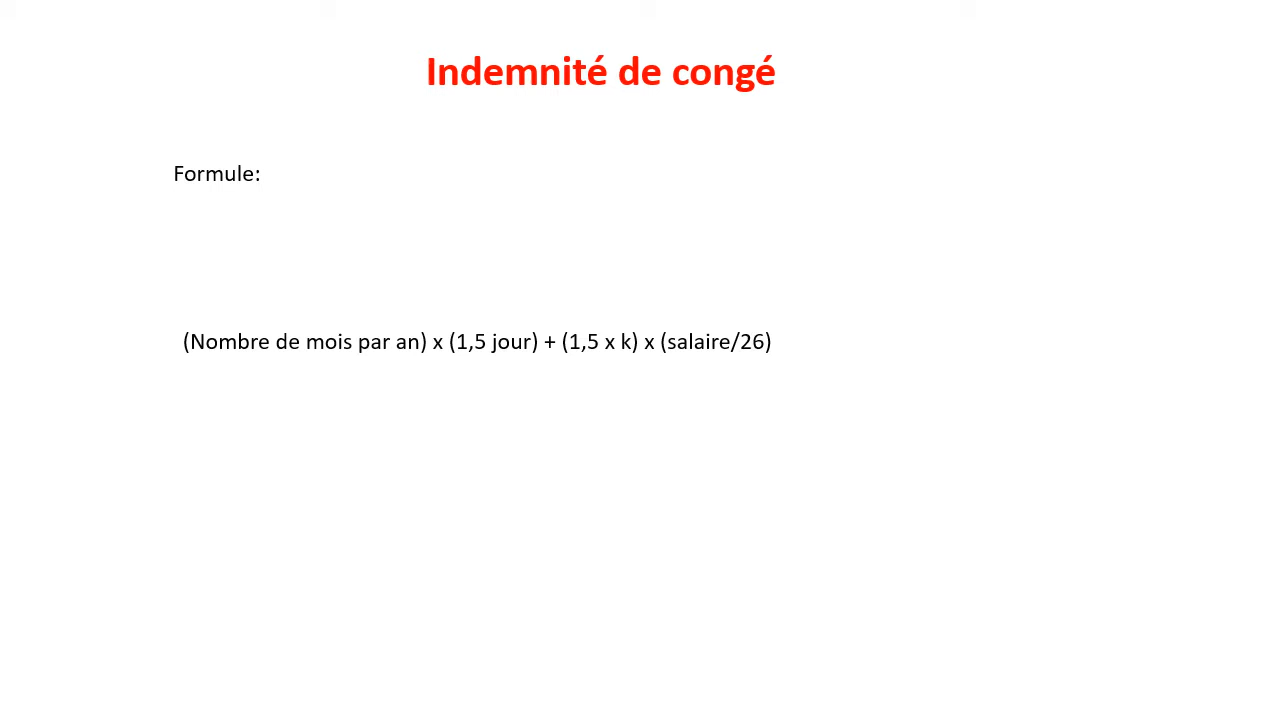 Indemnité de congé
Formule:
(Nombre de mois par an) x (1,5 jour) + (1,5 x k) x (salaire/26)